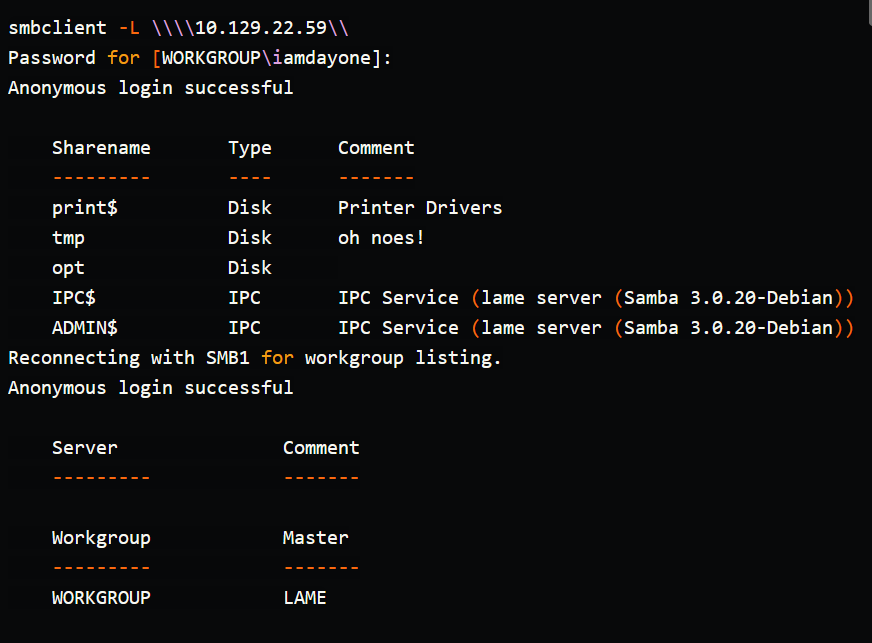 smbclient -L \\\\10.129.22.59\\
Password for [WORKGROUP\iamdayone]:
Anonymous login successful
Sharename Type Comment
--------- ---- -------
print$ Disk Printer Drivers
tmp Disk oh noes!
opt Disk
IPC$ IPC IPC Service (lame server (Samba 3.0.20-Debian))
ADMIN$ IPC IPC Service (lame server (Samba 3.0.20-Debian))
Reconnecting with SMB1 for workgroup listing.
Anonymous login successful
Server Comment
--------- -------
Workgroup Master
--------- -------
WORKGROUP LAME